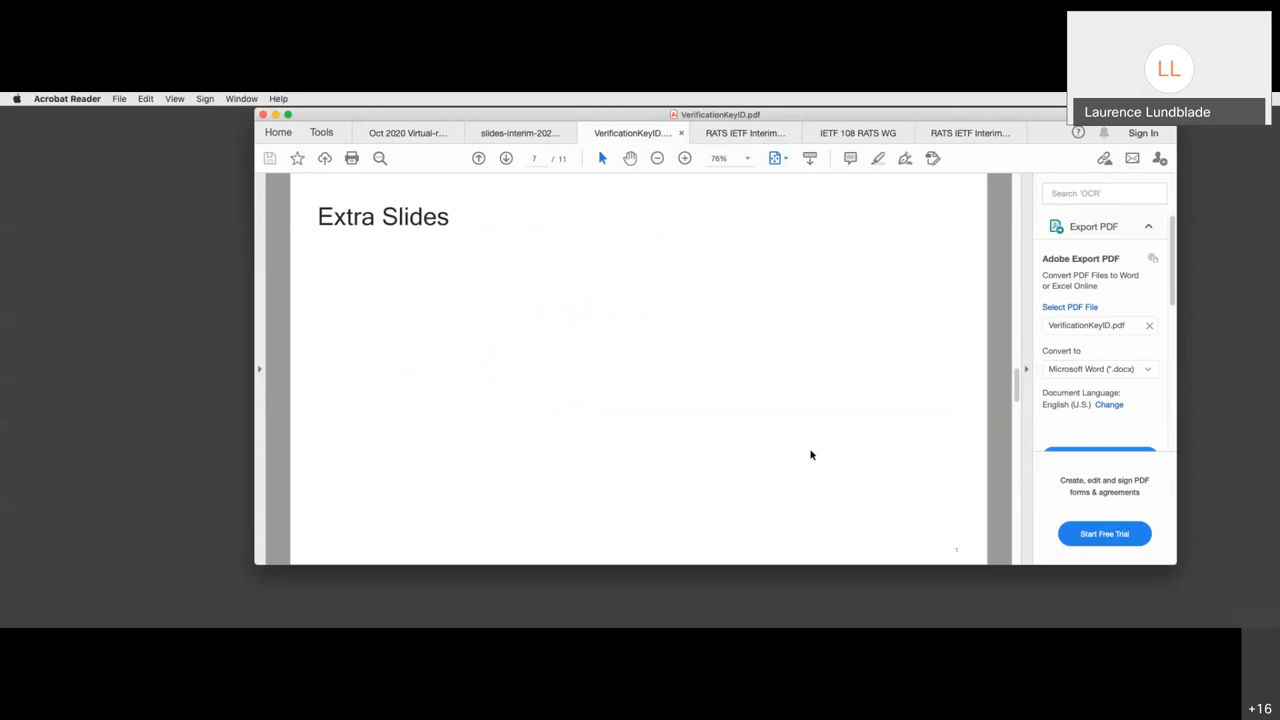 LL
Laurence Lundblade
Acrobat Reader File Edit View Sign Window Help
VerificationKeyID.pdf
Home Tools Oct 2020 Virtual-r... slides-interim-202... VerificationKeyID.... × RATS IETF Interim... IETF 108 RATS WG RATS IETF Interim... Sign In
7 / 11 76%
Extra Slides
7
Search 'OCR'
Export PDF
Adobe Export PDF
Convert PDF Files to Word
or Excel Online
Select PDF File
VerificationKeyID.pdf
Convert to
Microsoft Word (*.docx)
Document Language:
English (U.S.) Change
Create, edit and sign PDF
forms & agreements
Start Free Trial
+16